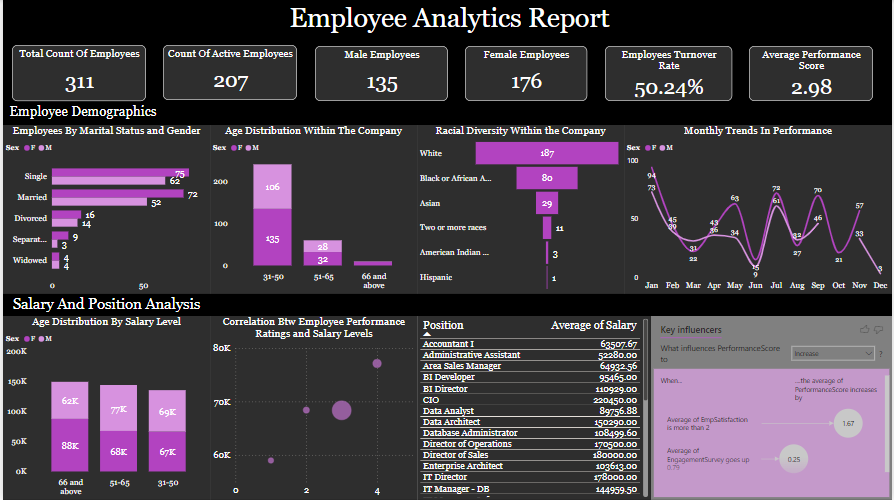 Employee Analytics Report
Total Count Of Employees
311
Count Of Active Employees
207
Male Employees
135
Female Employees
176
Employees Turnover
Rate
50.24%
Average Performance
Score
2.98
Employee Demographics
Employees By Marital Status and Gender
Sex F M
Single
75
62
Married
72
52
Divorced
16
14
Separat...
9
3
Widowed
4
4
0 50
Age Distribution Within The Company
Sex F M
200
100
0
106
135
28
32
31-50
51-65
66 and
above
Racial Diversity Within the Company
White
187
Black or African A...
80
Asian
29
Two or more races
11
American Indian ...
3
Hispanic
1
Monthly Trends In Performance
Sex F M
100
50
0
94
73
45
39
31
22
43
36
63
34
15
9
72
61
32
27
70
46
21
57
33
3
Jan Feb Mar Apr May Jun Jul Aug Sep Oct Nov Dec
Salary And Position Analysis
Age Distribution By Salary Level
Sex F M
200K
150K
100K
50K
0K
62K
88K
77K
68K
69K
67K
66 and
above
51-65
31-50
Correlation Btw Employee Performance
Ratings and Salary Levels
80K
70K
60K
0 2 4
Position Average of Salary
Accountant I 63507.67
Administrative Assistant 52280.00
Area Sales Manager 64932.56
BI Developer 95465.00
BI Director 110929.00
CIO 220450.00
Data Analyst 89756.88
Data Architect 150290.00
Database Administrator 108499.60
Director of Operations 170500.00
Director of Sales 180000.00
Enterprise Architect 103613.00
IT Director 178000.00
IT Manager - DB 144959.50
Key influencers
What influences PerformanceScore
to
Increase
?
When...
...the average of
PerformanceScore increases
by
Average of EmpSatisfaction
is more than 2
1.67
Average of
EngagementSurvey goes up
0.79
0.25